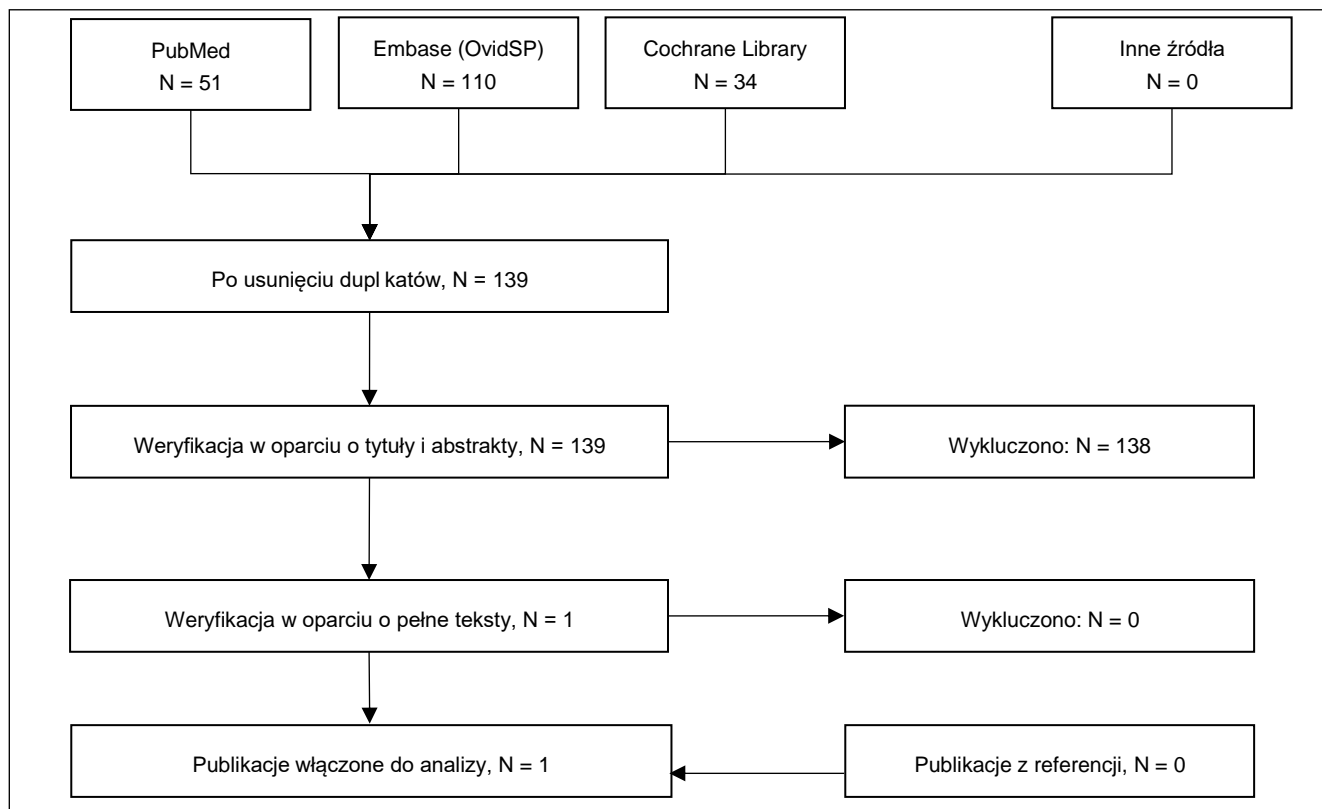 PubMed
N = 51
Embase (OvidSP)
N = 110
Cochrane Library
N = 34
Inne źródła
N = 0
Po usunięciu dupl katów, N = 139
Weryfikacja w oparciu o tytuły i abstrakty, N = 139
Wykluczono: N = 138
Weryfikacja w oparciu o pełne teksty, N = 1
Wykluczono: N = 0
Publikacje włączone do analizy, N = 1
Publikacje z referencji, N = 0